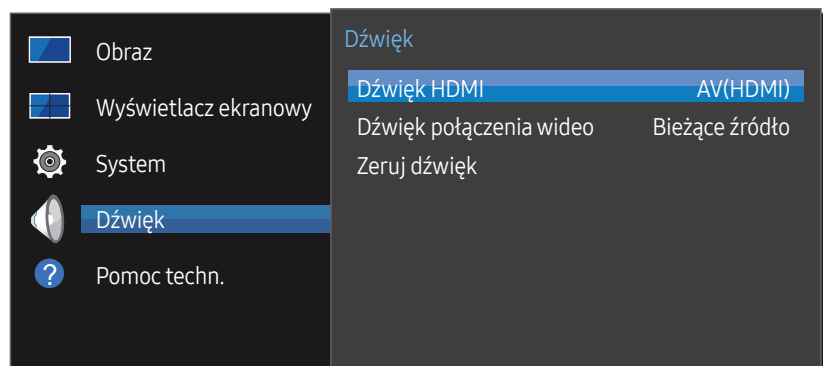 Obraz
Wyświetlacz ekranowy
System
Dźwięk
Pomoc techn.
Dźwięk
Dźwięk HDMI AV(HDMI)
Dźwięk połączenia wideo Bieżące źródło
Zeruj dźwięk